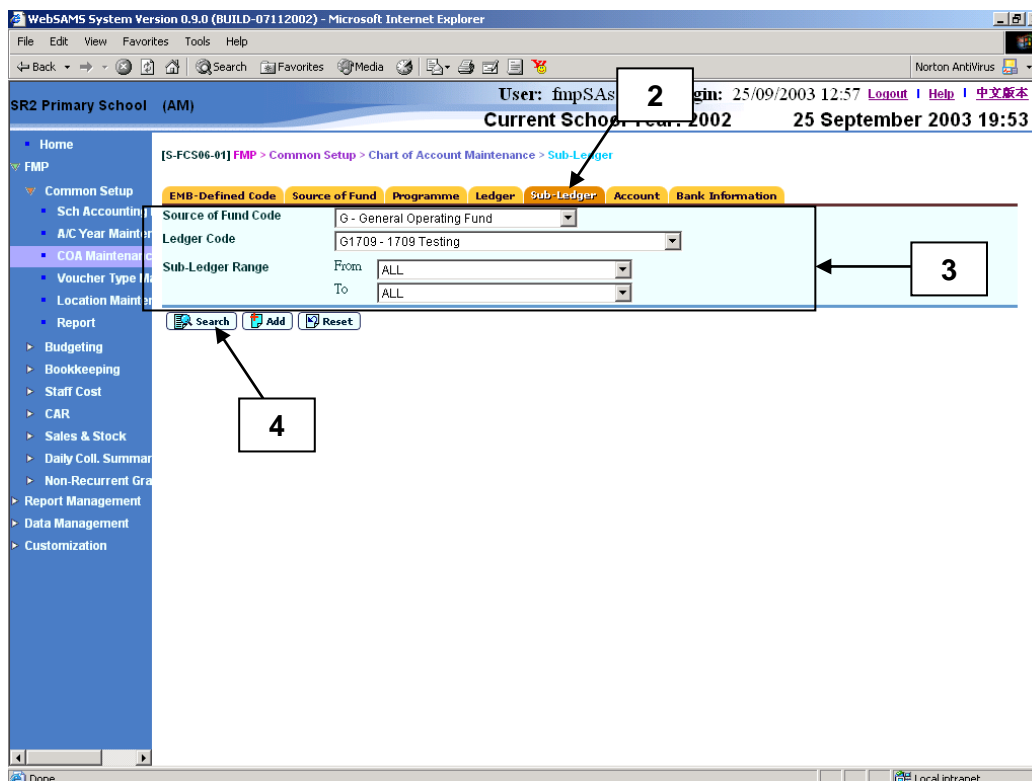 WebSAMS System Version 0.9.0 (BUILD-07112002) - Microsoft Internet Explorer
File Edit View Favorites Tools Help
Back Search Favorites Media Norton AntiVirus
SR2 Primary School (AM)
User: fmpSAs gin: 25/09/2003 12:57 Logout | Help | 中文版本
Current School Year: 2002 25 September 2003 19:53
2
Home
FMP
Common Setup
Sch Accounting
A/C Year Mainter
COA Maintenanc
Voucher Type Ma
Location Mainter
Report
Budgeting
Bookkeeping
Staff Cost
CAR
Sales & Stock
Daily Coll. Summar
Non-Recurrent Gra
Report Management
Data Management
Customization
[S-FCS06-01] FMP > Common Setup > Chart of Account Maintenance > Sub-Ledger
EMB-Defined Code Source of Fund Programme Ledger Sub-Ledger Account Bank Information
Source of Fund Code G - General Operating Fund
Ledger Code G1709 - 1709 Testing
Sub-Ledger Range From ALL
To ALL
3
Search Add Reset
4
Done Local intranet